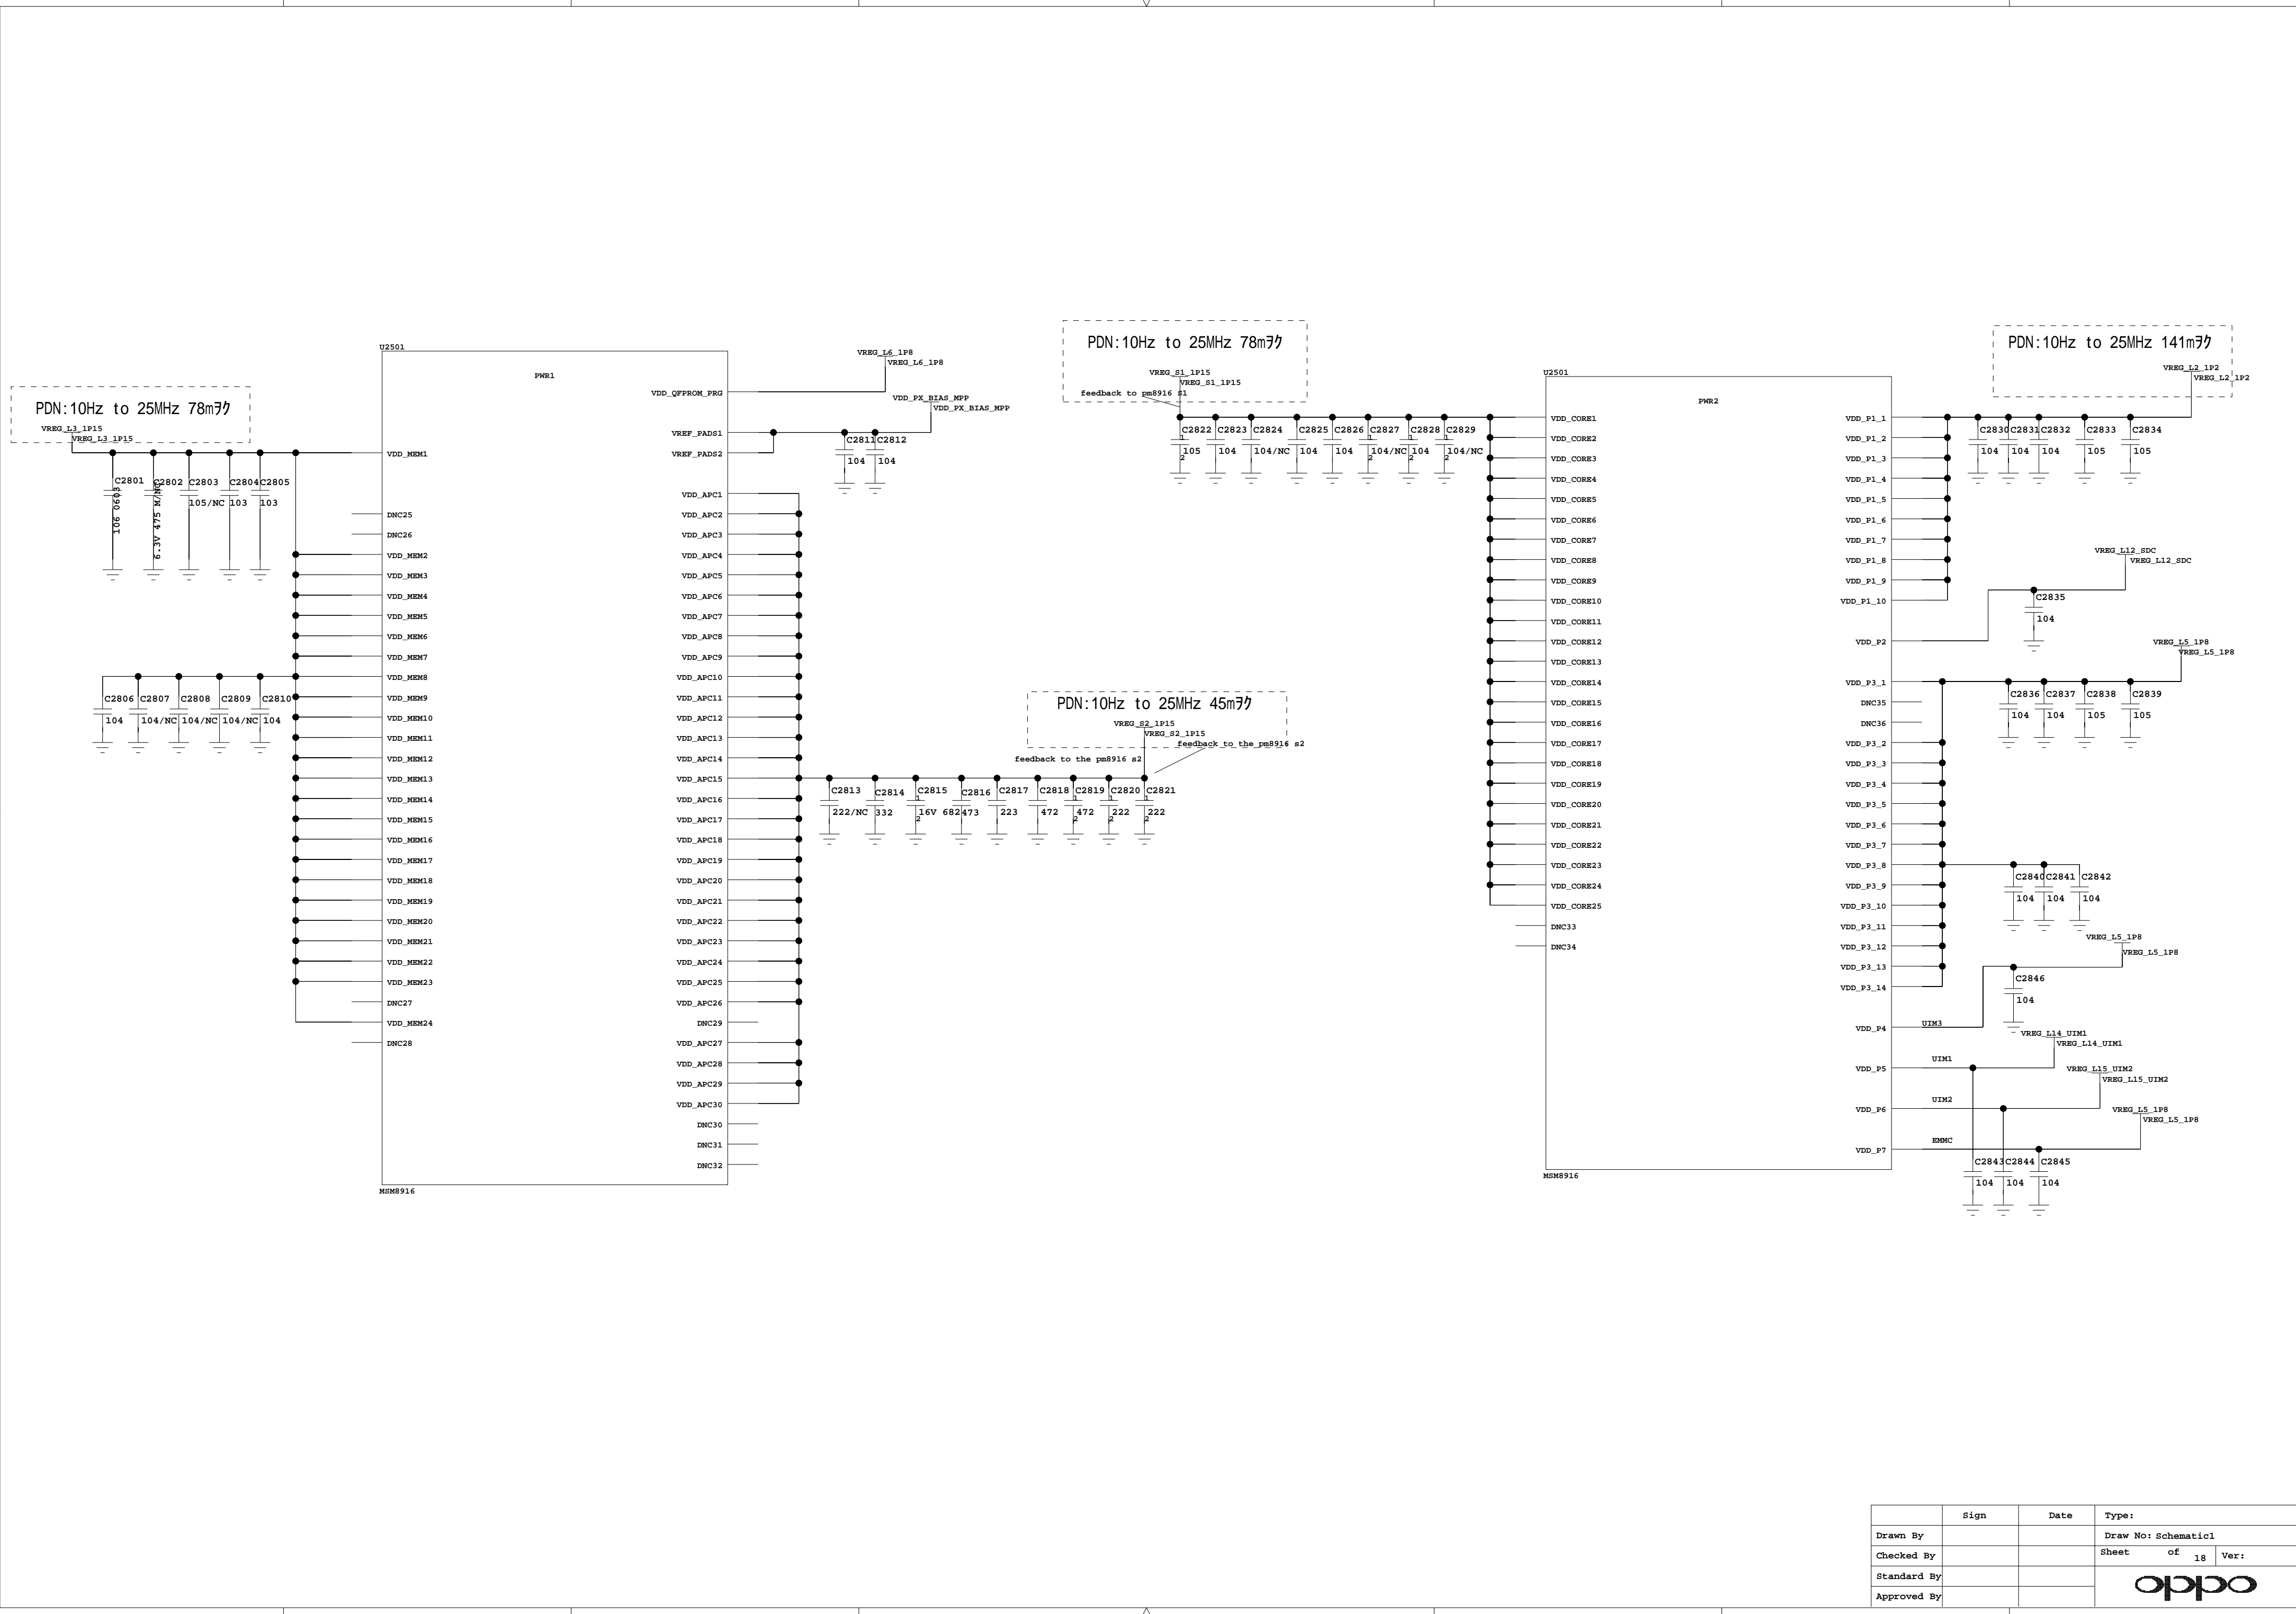 U2501
PWR1
PDN:10Hz to 25MHz 78mｦｸ
VREG_L3_1P15
VREG_L3_1P15
C2801
106 0603
C2802
6.3V 475 M/NC
C2803
105/NC
C2804
103
C2805
103
C2806
104
C2807
104/NC
C2808
104/NC
C2809
104/NC
C2810
104
VDD_MEM1
DNC25
DNC26
VDD_MEM2
VDD_MEM3
VDD_MEM4
VDD_MEM5
VDD_MEM6
VDD_MEM7
VDD_MEM8
VDD_MEM9
VDD_MEM10
VDD_MEM11
VDD_MEM12
VDD_MEM13
VDD_MEM14
VDD_MEM15
VDD_MEM16
VDD_MEM17
VDD_MEM18
VDD_MEM19
VDD_MEM20
VDD_MEM21
VDD_MEM22
VDD_MEM23
DNC27
VDD_MEM24
DNC28
MSM8916
VDD_QFPROM_PRG
VREF_PADS1
VREF_PADS2
VDD_APC1
VDD_APC2
VDD_APC3
VDD_APC4
VDD_APC5
VDD_APC6
VDD_APC7
VDD_APC8
VDD_APC9
VDD_APC10
VDD_APC11
VDD_APC12
VDD_APC13
VDD_APC14
VDD_APC15
VDD_APC16
VDD_APC17
VDD_APC18
VDD_APC19
VDD_APC20
VDD_APC21
VDD_APC22
VDD_APC23
VDD_APC24
VDD_APC25
VDD_APC26
DNC29
VDD_APC27
VDD_APC28
VDD_APC29
VDD_APC30
DNC30
DNC31
DNC32
VREG_L6_1P8
VREG_L6_1P8
VDD_PX_BIAS_MPP
VDD_PX_BIAS_MPP
C2811
104
C2812
104
PDN:10Hz to 25MHz 45mｦｸ
VREG_S2_1P15
VREG_S2_1P15
feedback to the pm8916 s2
feedback to the pm8916 s2
C2813
222/NC
C2814
332
C2815
1
16V 682
2
C2816
473
C2817
223
C2818
472
C2819
1
472
2
C2820
1
222
2
C2821
1
222
2
PDN:10Hz to 25MHz 78mｦｸ
VREG_S1_1P15
VREG_S1_1P15
feedback to pm8916 S1
C2822
1
105
2
C2823
104
C2824
104/NC
C2825
104
C2826
104
C2827
1
104/NC
2
C2828
1
104
2
C2829
1
104/NC
2
U2501
PWR2
VDD_CORE1
VDD_CORE2
VDD_CORE3
VDD_CORE4
VDD_CORE5
VDD_CORE6
VDD_CORE7
VDD_CORE8
VDD_CORE9
VDD_CORE10
VDD_CORE11
VDD_CORE12
VDD_CORE13
VDD_CORE14
VDD_CORE15
VDD_CORE16
VDD_CORE17
VDD_CORE18
VDD_CORE19
VDD_CORE20
VDD_CORE21
VDD_CORE22
VDD_CORE23
VDD_CORE24
VDD_CORE25
DNC33
DNC34
MSM8916
VDD_P1_1
VDD_P1_2
VDD_P1_3
VDD_P1_4
VDD_P1_5
VDD_P1_6
VDD_P1_7
VDD_P1_8
VDD_P1_9
VDD_P1_10
VDD_P2
VDD_P3_1
DNC35
DNC36
VDD_P3_2
VDD_P3_3
VDD_P3_4
VDD_P3_5
VDD_P3_6
VDD_P3_7
VDD_P3_8
VDD_P3_9
VDD_P3_10
VDD_P3_11
VDD_P3_12
VDD_P3_13
VDD_P3_14
VDD_P4
VDD_P5
VDD_P6
VDD_P7
PDN:10Hz to 25MHz 141mｦｸ
VREG_L2_1P2
VREG_L2_1P2
C2830
104
C2831
104
C2832
104
C2833
105
C2834
105
VREG_L12_SDC
VREG_L12_SDC
C2835
104
VREG_L5_1P8
VREG_L5_1P8
C2836
104
C2837
104
C2838
105
C2839
105
C2840
104
C2841
104
C2842
104
VREG_L5_1P8
VREG_L5_1P8
C2846
104
UIM3
VREG_L14_UIM1
VREG_L14_UIM1
UIM1
VREG_L15_UIM2
VREG_L15_UIM2
UIM2
VREG_L5_1P8
VREG_L5_1P8
EMMC
C2843
104
C2844
104
C2845
104
Sign Date Type:
Drawn By Draw No: Schematic1
Checked By Sheet of 18 Ver:
Standard By
Approved By
oppo